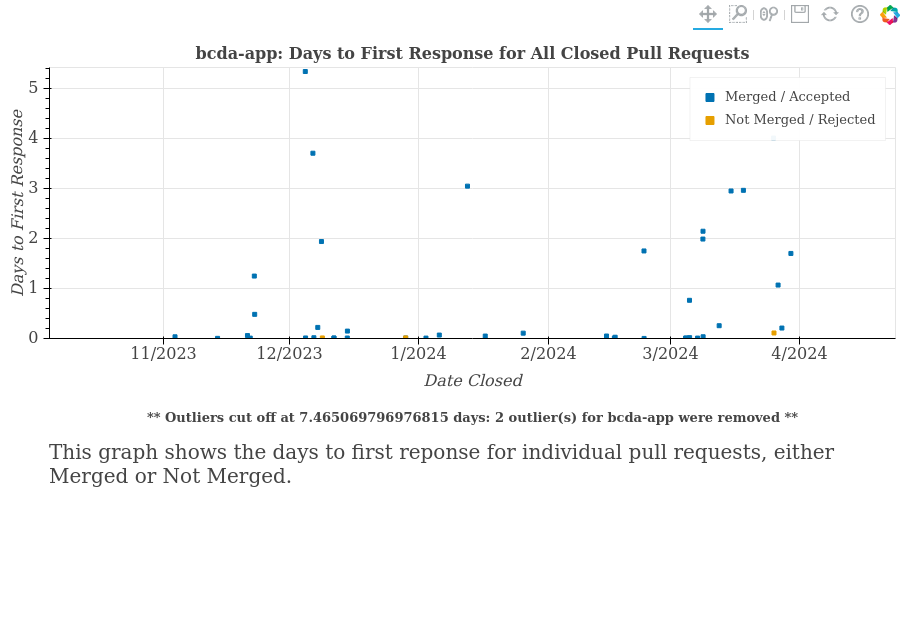 bcda-app: Days to First Response for All Closed Pull Requests
Days to First Response
5
4
3
2
1
0
Merged / Accepted
Not Merged / Rejected
11/2023
12/2023
1/2024
2/2024
3/2024
4/2024
Date Closed
** Outliers cut off at 7.465069796976815 days: 2 outlier(s) for bcda-app were removed **
This graph shows the days to first reponse for individual pull requests, either
Merged or Not Merged.